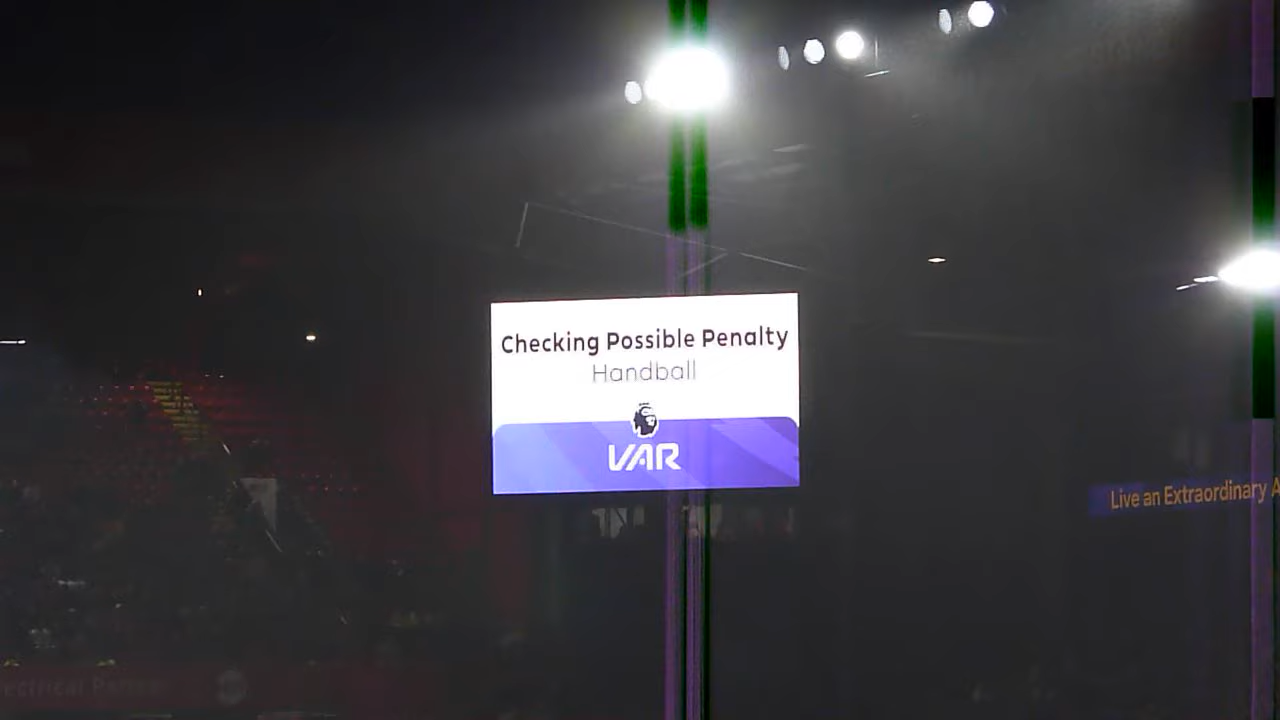 Checking Possible Penalty
Handball
VAR
Live an Extraordinary A